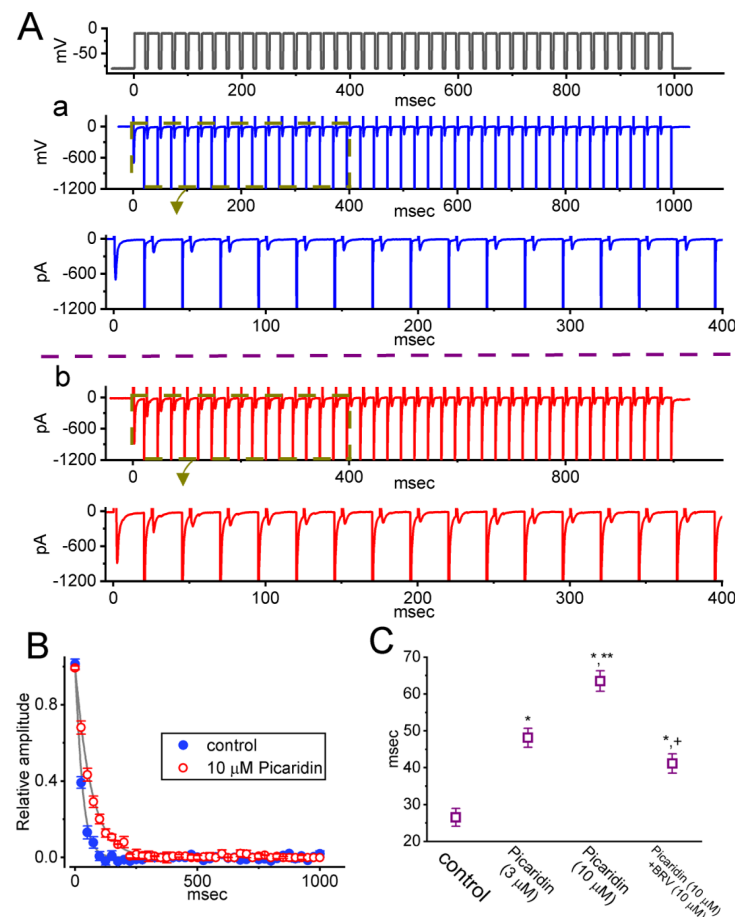 A
mV
0
-50
0 200 400 600 800 1000
msec
a
mV
0
-600
-1200
0 200 400 600 800 1000
msec
pA
0
-600
-1200
0 100 200 300 400
msec
b
pA
0
-600
-1200
0 400 800
msec
pA
0
-600
-1200
0 100 200 300 400
msec
B
Relative amplitude
0.8
0.4
0.0
control
10 μM Picaridin
0 500 1000
msec
C
msec
70
60
50
40
30
20
*
*,**
*,+
control
Picaridin
(3 μM)
Picaridin
(10 μM)
Picaridin (10 μM)
+BRV (10 μM)